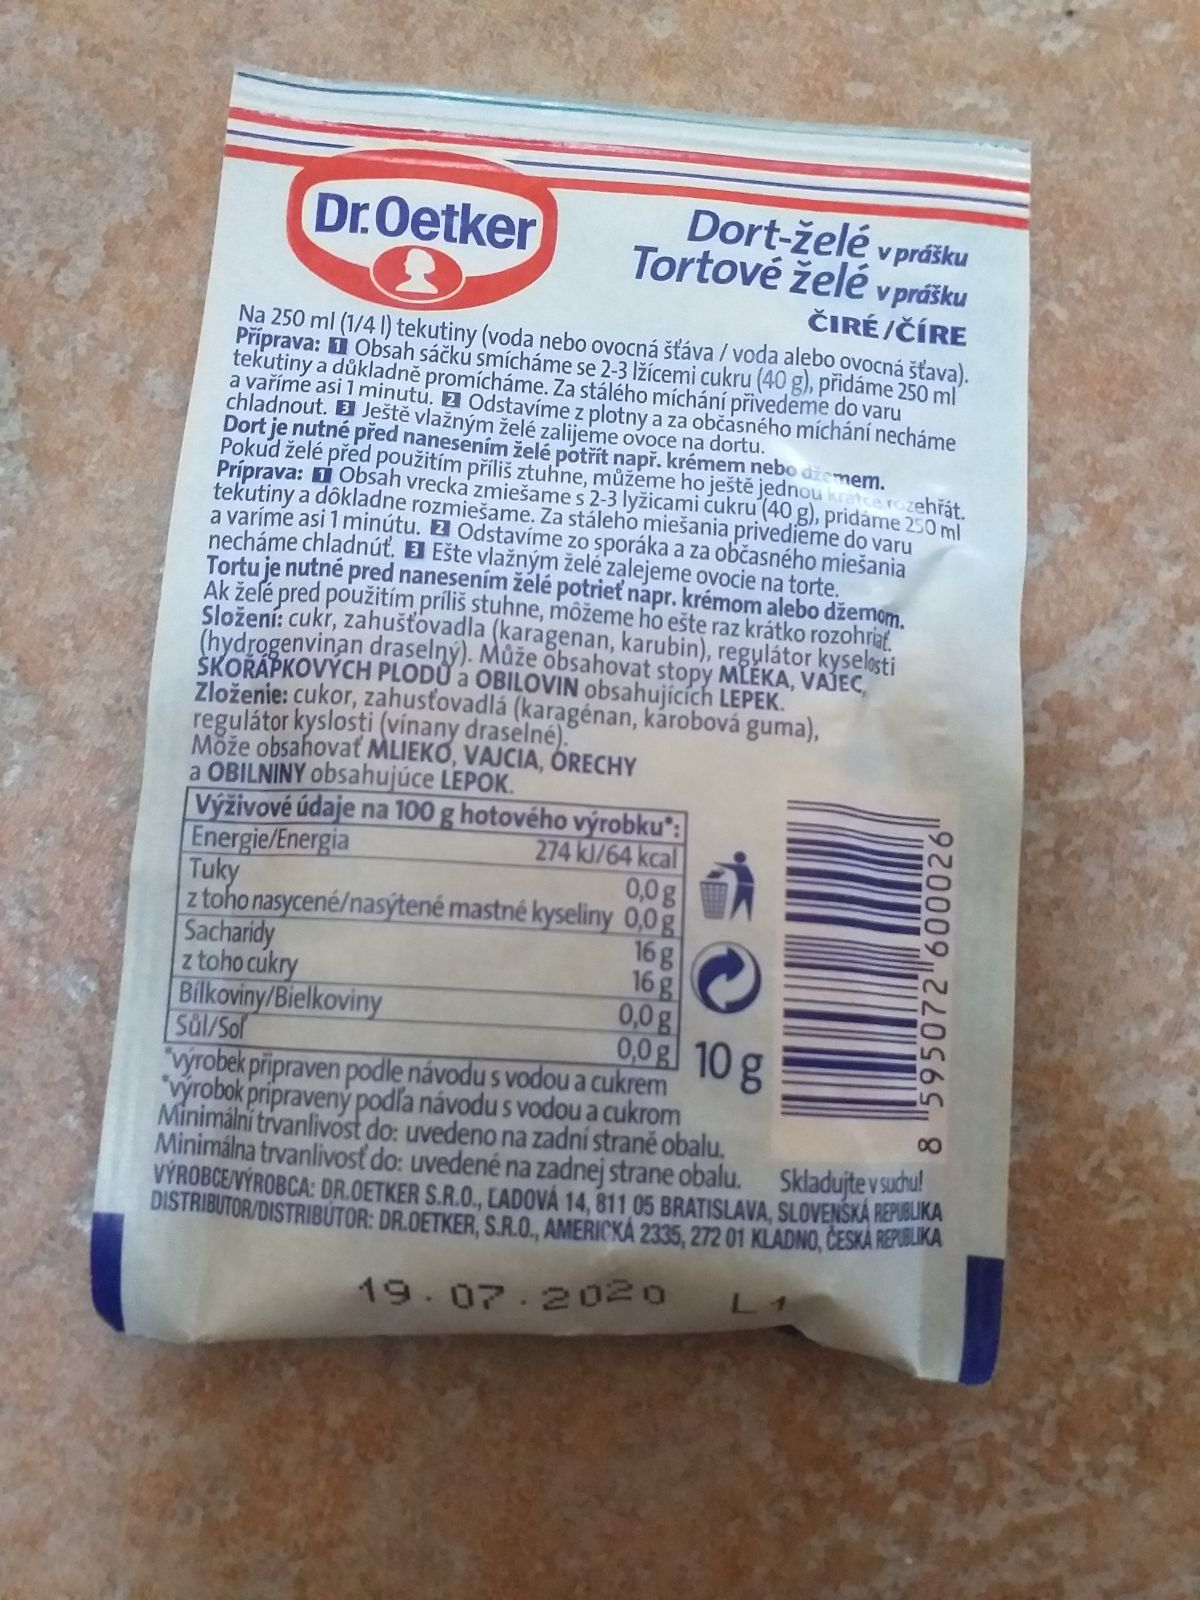 Dr.Oetker
Dort-želé v prášku
Tortové želé v prášku
ČIRÉ/ČÍRE
Na 250 ml (1/4 l) tekutiny (voda nebo ovocná šťáva / voda alebo ovocná šťava).
Příprava: 1 Obsah sáčku smícháme se 2-3 lžícemi cukru (40 g), přidáme 250 ml
tekutiny a důkladně promícháme. Za stálého míchání přivedeme do varu
a vaříme asi 1 minutu. 2 Odstavíme z plotny a za občasného míchání necháme
chladnout. 3 Ještě vlažným želé zalijeme ovoce na dortu.
Dort je nutné před nanesením želé potřít např. krémem nebo džemem.
Pokud želé před použitím příliš ztuhne, můžeme ho ještě jednou krátce rozehřát.
Príprava: 1 Obsah vrecka zmiešame s 2-3 lyžicami cukru (40 g), pridáme 250 ml
tekutiny a dôkladne rozmiešame. Za stáleho miešania privedieme do varu
a varíme asi 1 minútu. 2 Odstavíme zo sporáka a za občasného miešania
necháme chladnúť. 3 Ešte vlažným želé zalejeme ovocie na torte.
Tortu je nutné pred nanesením želé potrieť napr. krémom alebo džemom.
Ak želé pred použitím príliš stuhne, môžeme ho ešte raz krátko rozohriať.
Složení: cukr, zahušťovadla (karagenan, karubin), regulátor kyselosti
(hydrogenvinan draselný). Může obsahovat stopy MLÉKA, VAJEC,
SKOŘÁPKOVÝCH PLODŮ a OBILOVIN obsahujících LEPEK.
Zloženie: cukor, zahusťovadlá (karagénan, karobová guma),
regulátor kyslosti (vínany draselné).
Môže obsahovať MLIEKO, VAJCIA, ORECHY
a OBILNINY obsahujúce LEPOK.
Výživové údaje na 100 g hotového výrobku*:
Energie/Energia 274 kJ/64 kcal
Tuky 0,0 g
z toho nasycené/nasýtené mastné kyseliny 0,0 g
Sacharidy 16 g
z toho cukry 16 g
Bílkoviny/Bielkoviny 0,0 g
Sůl/Soľ 0,0 g
10 g
8 595072 600026
*výrobek připraven podle návodu s vodou a cukrem
*výrobok pripravený podľa návodu s vodou a cukrom
Minimální trvanlivost do: uvedeno na zadní straně obalu.
Minimálna trvanlivosť do: uvedené na zadnej strane obalu. Skladujte v suchu!
VÝROBCE/VÝROBCA: DR.OETKER S.R.O., ĽADOVÁ 14, 811 05 BRATISLAVA, SLOVENSKÁ REPUBLIKA
DISTRIBUTOR/DISTRIBÚTOR: DR.OETKER, S.R.O., AMERICKÁ 2335, 272 01 KLADNO, ČESKÁ REPUBLIKA
19.07.2020 L1